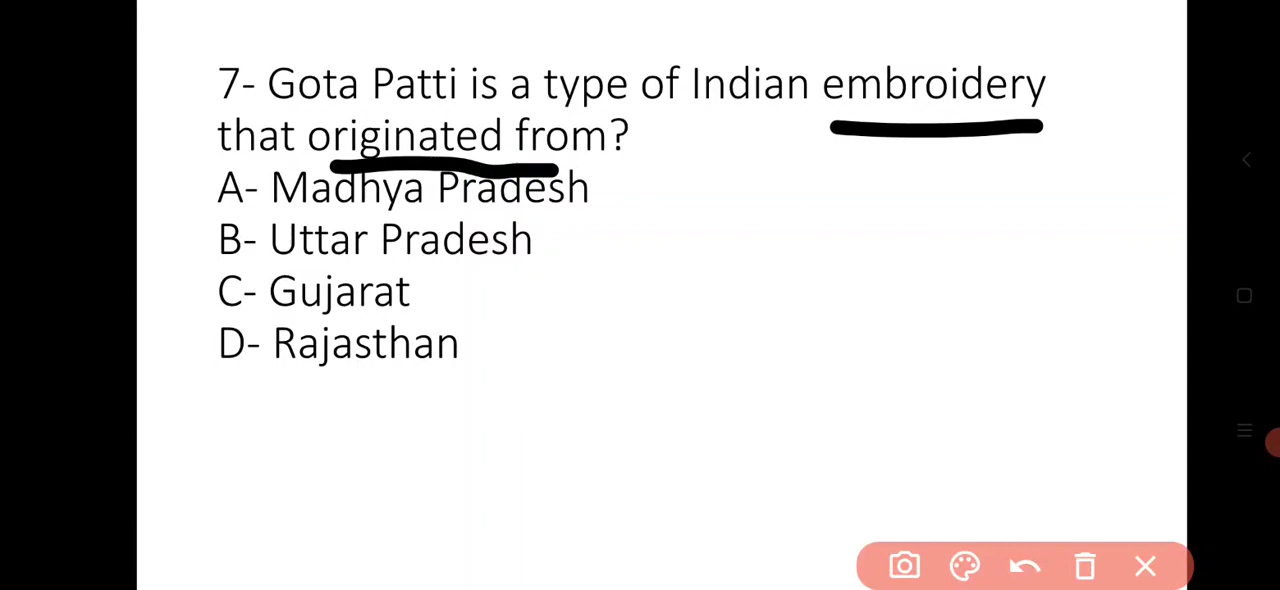 7- Gota Patti is a type of Indian embroidery
that originated from?
A- Madhya Pradesh
B- Uttar Pradesh
C- Gujarat
D- Rajasthan